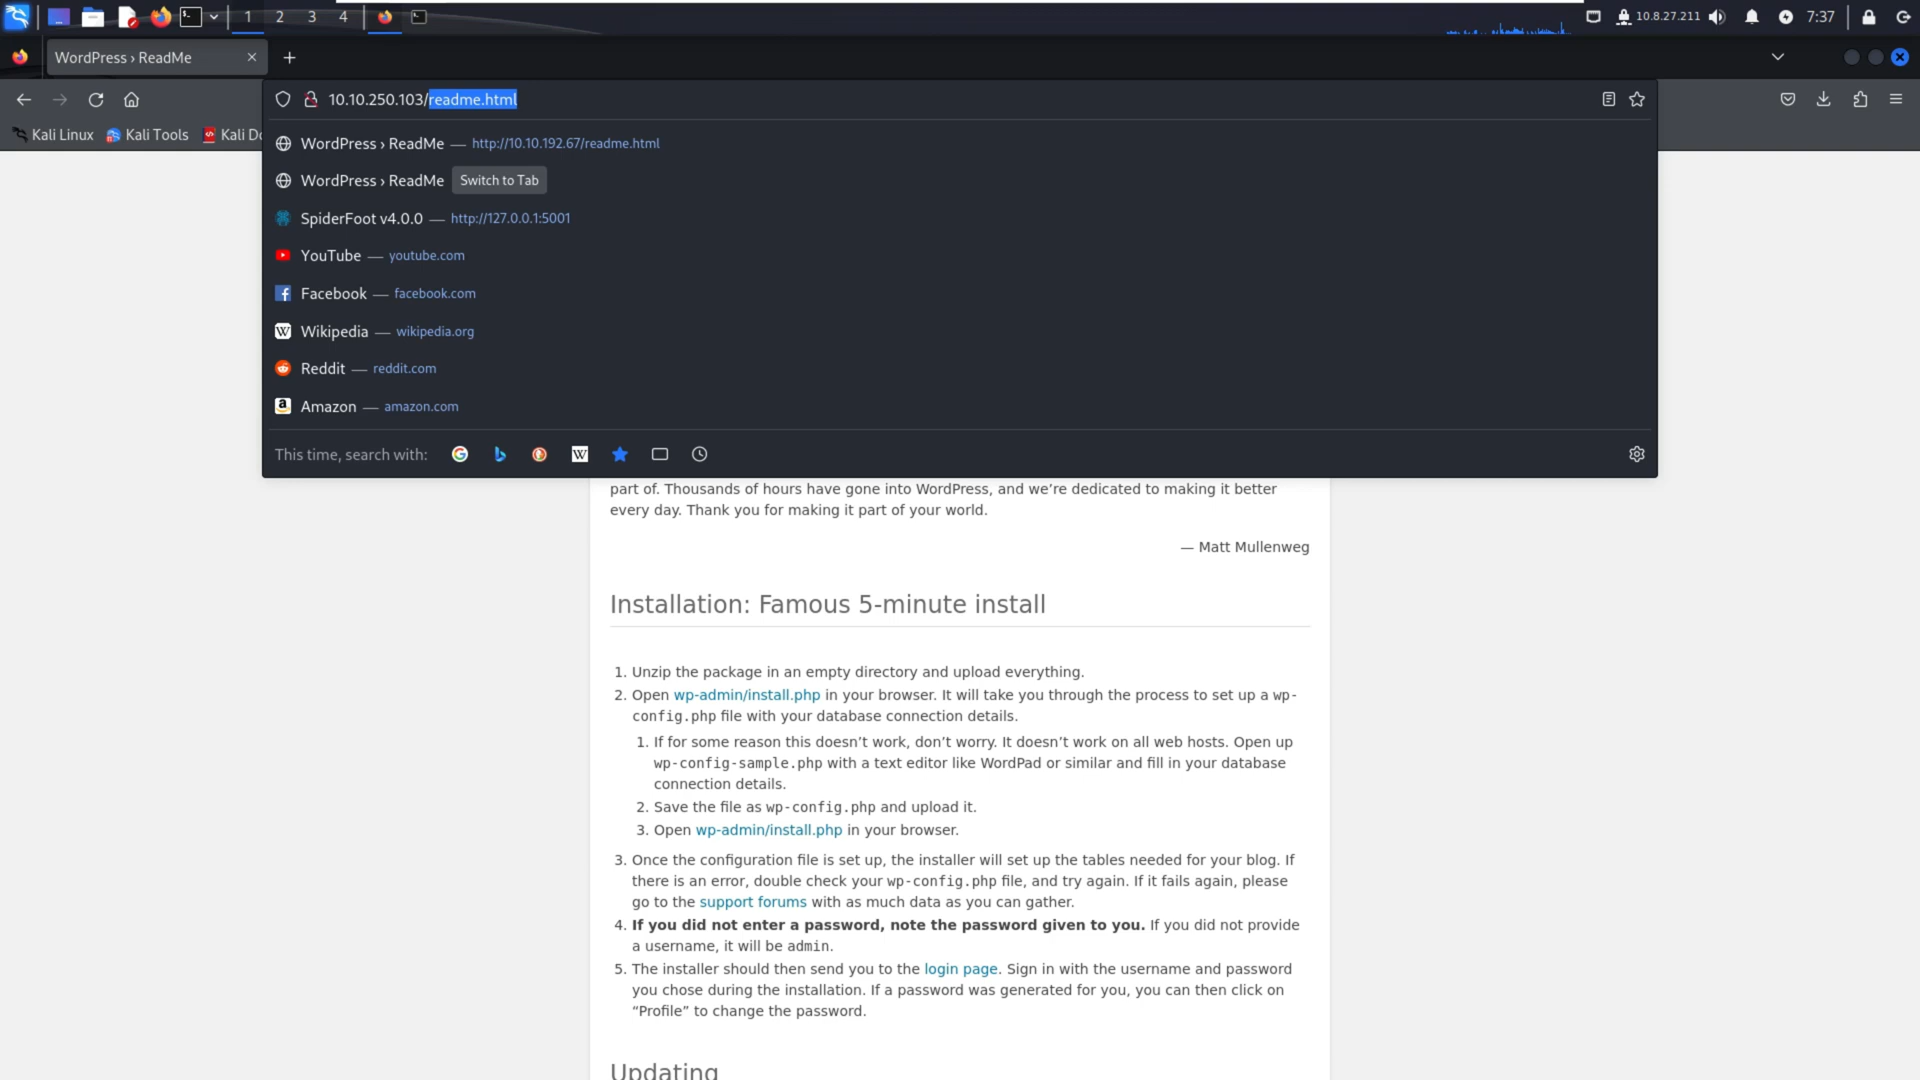 1 2 3 4 10.8.27.211 7:37
WordPress › ReadMe
10.10.250.103/readme.html
Kali Linux Kali Tools Kali Do
WordPress › ReadMe — http://10.10.192.67/readme.html
WordPress › ReadMe Switch to Tab
SpiderFoot v4.0.0 — http://127.0.0.1:5001
YouTube — youtube.com
Facebook — facebook.com
Wikipedia — wikipedia.org
Reddit — reddit.com
Amazon — amazon.com
This time, search with:
part of. Thousands of hours have gone into WordPress, and we’re dedicated to making it better
every day. Thank you for making it part of your world.
— Matt Mullenweg
Installation: Famous 5-minute install
1. Unzip the package in an empty directory and upload everything.
2. Open wp-admin/install.php in your browser. It will take you through the process to set up a wp-
config.php file with your database connection details.
1. If for some reason this doesn’t work, don’t worry. It doesn’t work on all web hosts. Open up
wp-config-sample.php with a text editor like WordPad or similar and fill in your database
connection details.
2. Save the file as wp-config.php and upload it.
3. Open wp-admin/install.php in your browser.
3. Once the configuration file is set up, the installer will set up the tables needed for your blog. If
there is an error, double check your wp-config.php file, and try again. If it fails again, please
go to the support forums with as much data as you can gather.
4. If you did not enter a password, note the password given to you. If you did not provide
a username, it will be admin.
5. The installer should then send you to the login page. Sign in with the username and password
you chose during the installation. If a password was generated for you, you can then click on
“Profile” to change the password.
Updating